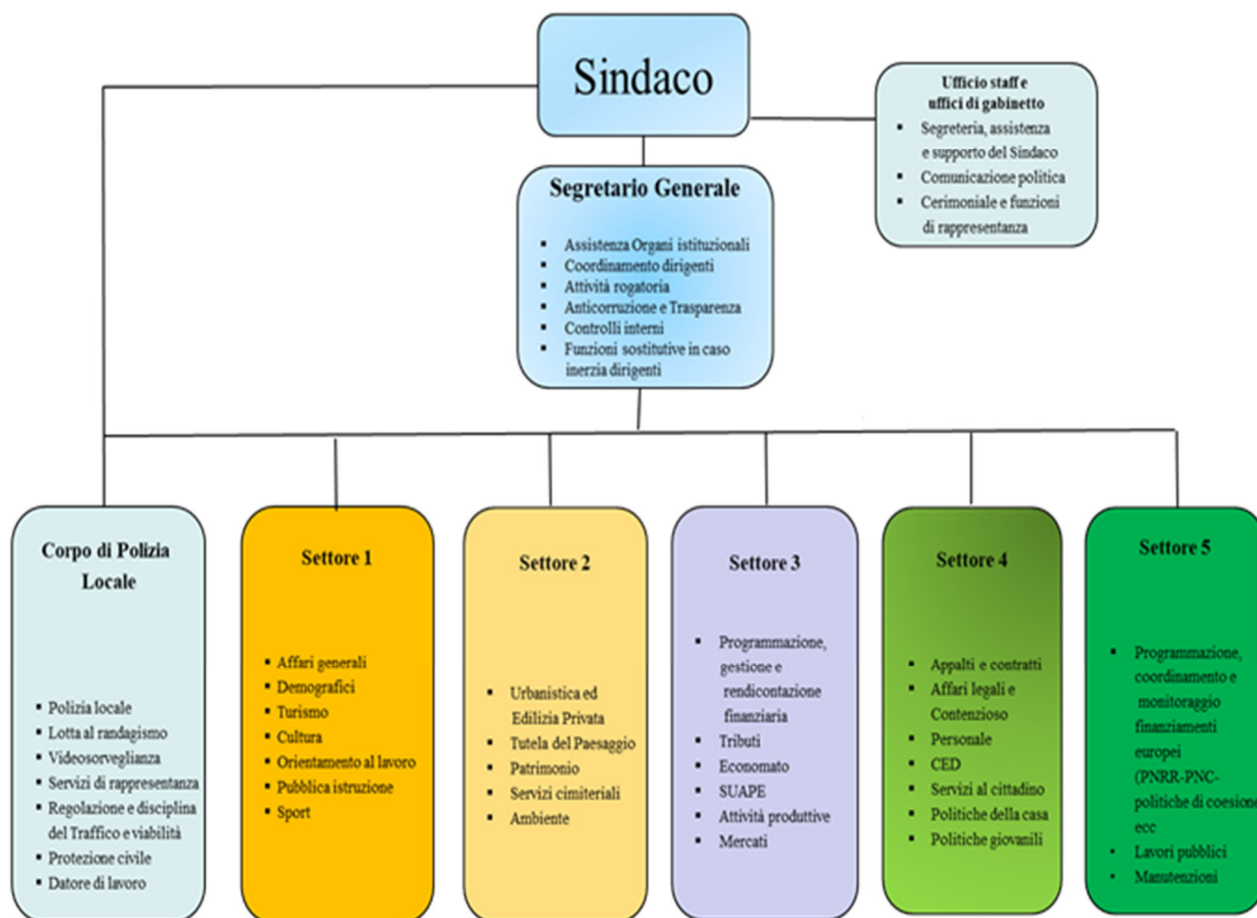 Sindaco
Ufficio staff e
uffici di gabinetto
▪ Segreteria, assistenza
e supporto del Sindaco
▪ Comunicazione politica
▪ Cerimoniale e funzioni
di rappresentanza
Segretario Generale
▪ Assistenza Organi istituzionali
▪ Coordinamento dirigenti
▪ Attività rogatoria
▪ Anticorruzione e Trasparenza
▪ Controlli interni
▪ Funzioni sostitutive in caso
inerzia dirigenti
Corpo di Polizia
Locale
▪ Polizia locale
▪ Lotta al randagismo
▪ Videosorveglianza
▪ Servizi di rappresentanza
▪ Regolazione e disciplina
del Traffico e viabilità
▪ Protezione civile
▪ Datore di lavoro
Settore 1
▪ Affari generali
▪ Demografici
▪ Turismo
▪ Cultura
▪ Orientamento al lavoro
▪ Pubblica istruzione
▪ Sport
Settore 2
▪ Urbanistica ed
Edilizia Privata
▪ Tutela del Paesaggio
▪ Patrimonio
▪ Servizi cimiteriali
▪ Ambiente
Settore 3
▪ Programmazione,
gestione e
rendicontazione
finanziaria
▪ Tributi
▪ Economato
▪ SUAPE
▪ Attività produttive
▪ Mercati
Settore 4
▪ Appalti e contratti
▪ Affari legali e
Contenzioso
▪ Personale
▪ CED
▪ Servizi al cittadino
▪ Politiche della casa
▪ Politiche giovanili
Settore 5
▪ Programmazione,
coordinamento e
monitoraggio
finanziamenti
europei
(PNRR-PNC-
politiche di coesione
ecc
▪ Lavori pubblici
▪ Manutenzioni